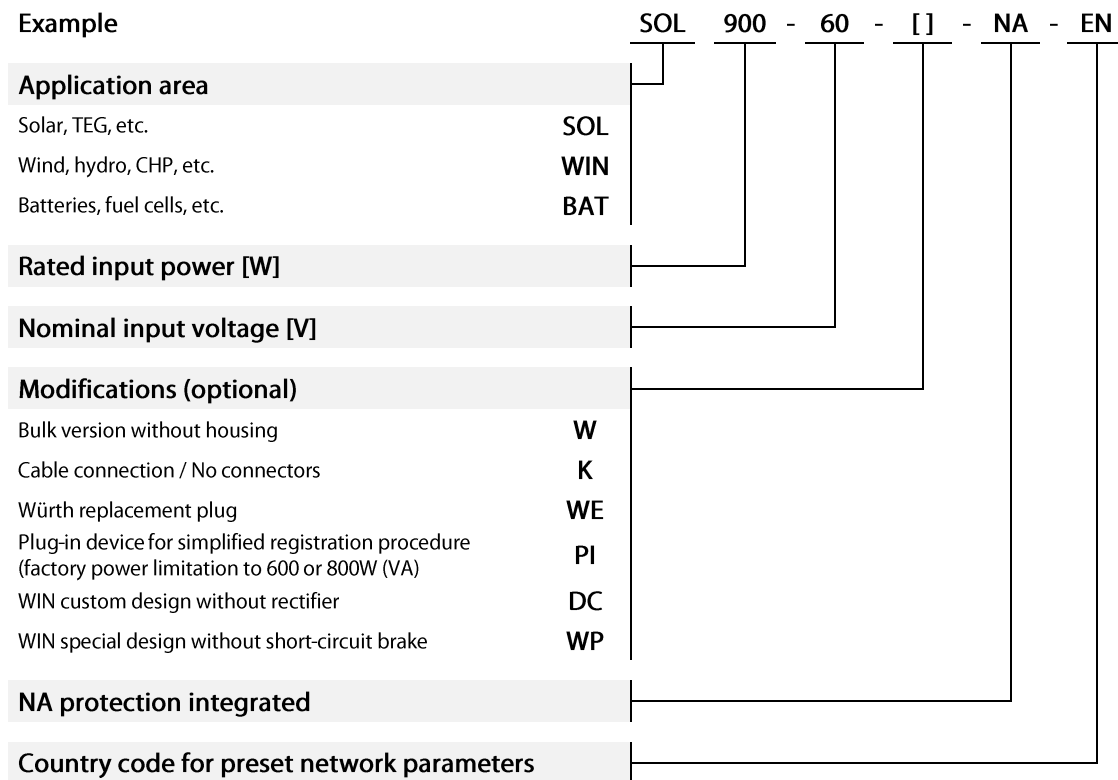 Example SOL 900 - 60 - [ ] - NA - EN
Application area
Solar, TEG, etc. SOL
Wind, hydro, CHP, etc. WIN
Batteries, fuel cells, etc. BAT
Rated input power [W]
Nominal input voltage [V]
Modifications (optional)
Bulk version without housing W
Cable connection / No connectors K
Würth replacement plug WE
Plug-in device for simplified registration procedure
(factory power limitation to 600 or 800W (VA) PI
WIN custom design without rectifier DC
WIN special design without short-circuit brake WP
NA protection integrated
Country code for preset network parameters